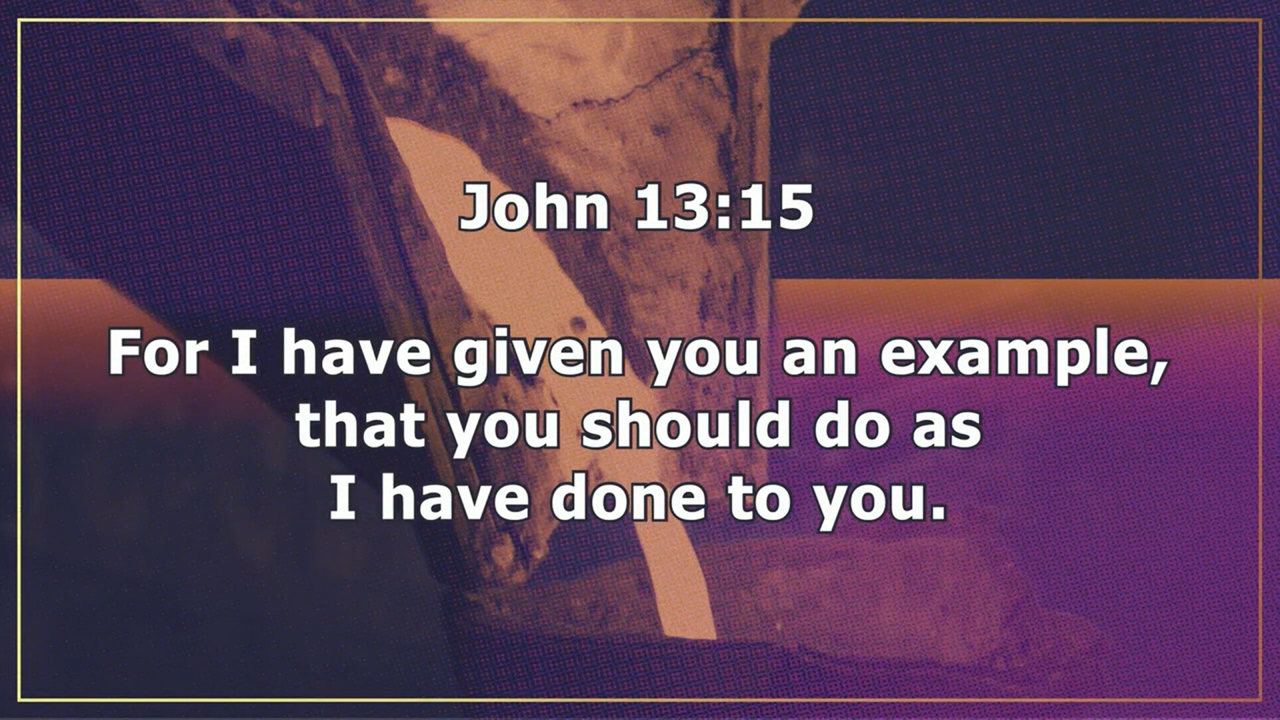 John 13:15
For I have given you an example,
that you should do as
I have done to you.